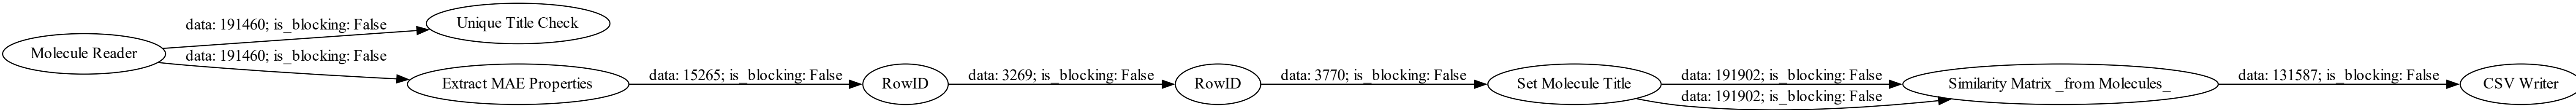 data: 191460; is_blocking: False
Unique Title Check
Molecule Reader
data: 191460; is_blocking: False
Extract MAE Properties
data: 15265; is_blocking: False
RowID
data: 3269; is_blocking: False
RowID
data: 3770; is_blocking: False
Set Molecule Title
data: 191902; is_blocking: False
data: 191902; is_blocking: False
Similarity Matrix _from Molecules_
data: 131587; is_blocking: False
CSV Writer